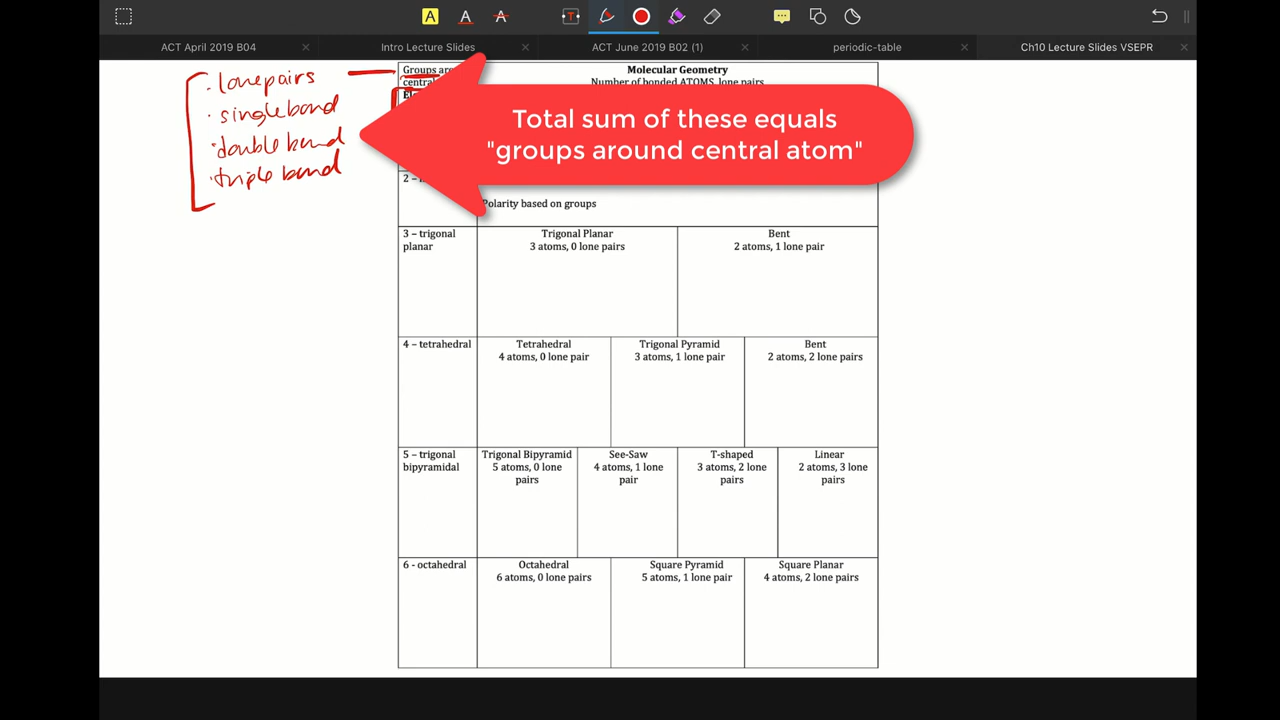 ACT April 2019 B04
Intro Lecture Slides
ACT June 2019 B02 (1)
periodic-table
Ch10 Lecture Slides VSEPR
· lone pairs
· single bond
· double bond
· triple bond
Total sum of these equals
"groups around central atom"
Groups
central
Molecular Geometry
Number of bonded ATOMS, lone pairs
2 –
Polarity based on groups
3 – trigonal
planar
Trigonal Planar
3 atoms, 0 lone pairs
Bent
2 atoms, 1 lone pair
4 – tetrahedral
Tetrahedral
4 atoms, 0 lone pair
Trigonal Pyramid
3 atoms, 1 lone pair
Bent
2 atoms, 2 lone pairs
5 – trigonal
bipyramidal
Trigonal Bipyramid
5 atoms, 0 lone
pairs
See-Saw
4 atoms, 1 lone
pair
T-shaped
3 atoms, 2 lone
pairs
Linear
2 atoms, 3 lone
pairs
6 - octahedral
Octahedral
6 atoms, 0 lone pairs
Square Pyramid
5 atoms, 1 lone pair
Square Planar
4 atoms, 2 lone pairs